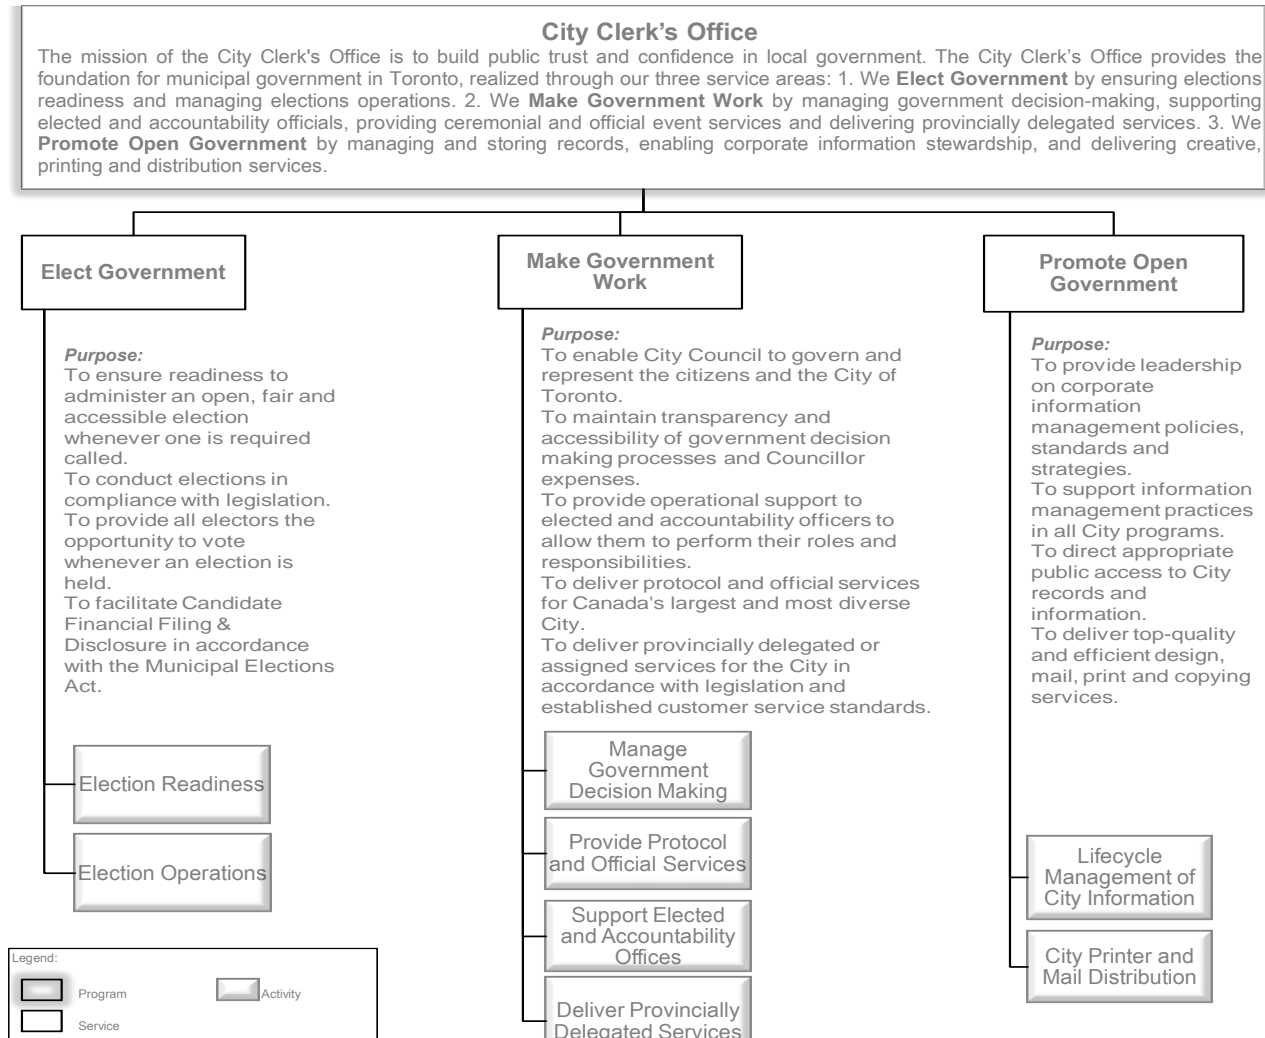 City Clerk’s Office
The mission of the City Clerk's Office is to build public trust and confidence in local government. The City Clerk’s Office provides the
foundation for municipal government in Toronto, realized through our three service areas: 1. We Elect Government by ensuring elections
readiness and managing elections operations. 2. We Make Government Work by managing government decision-making, supporting
elected and accountability officials, providing ceremonial and official event services and delivering provincially delegated services. 3. We
Promote Open Government by managing and storing records, enabling corporate information stewardship, and delivering creative,
printing and distribution services.
Elect Government
Purpose:
To ensure readiness to
administer an open, fair and
accessible election
whenever one is required
called.
To conduct elections in
compliance with legislation.
To provide all electors the
opportunity to vote
whenever an election is
held.
To facilitate Candidate
Financial Filing &
Disclosure in accordance
with the Municipal Elections
Act.
Election Readiness
Election Operations
Make Government
Work
Purpose:
To enable City Council to govern and
represent the citizens and the City of
Toronto.
To maintain transparency and
accessibility of government decision
making processes and Councillor
expenses.
To provide operational support to
elected and accountability officers to
allow them to perform their roles and
responsibilities.
To deliver protocol and official services
for Canada's largest and most diverse
City.
To deliver provincially delegated or
assigned services for the City in
accordance with legislation and
established customer service standards.
Manage
Government
Decision Making
Provide Protocol
and Official Services
Support Elected
and Accountability
Offices
Deliver Provincially
Delegated Services
Promote Open
Government
Purpose:
To provide leadership
on corporate
information
management policies,
standards and
strategies.
To support information
management practices
in all City programs.
To direct appropriate
public access to City
records and
information.
To deliver top-quality
and efficient design,
mail, print and copying
services.
Lifecycle
Management of
City Information
City Printer and
Mail Distribution
Legend:
Program
Activity
Service